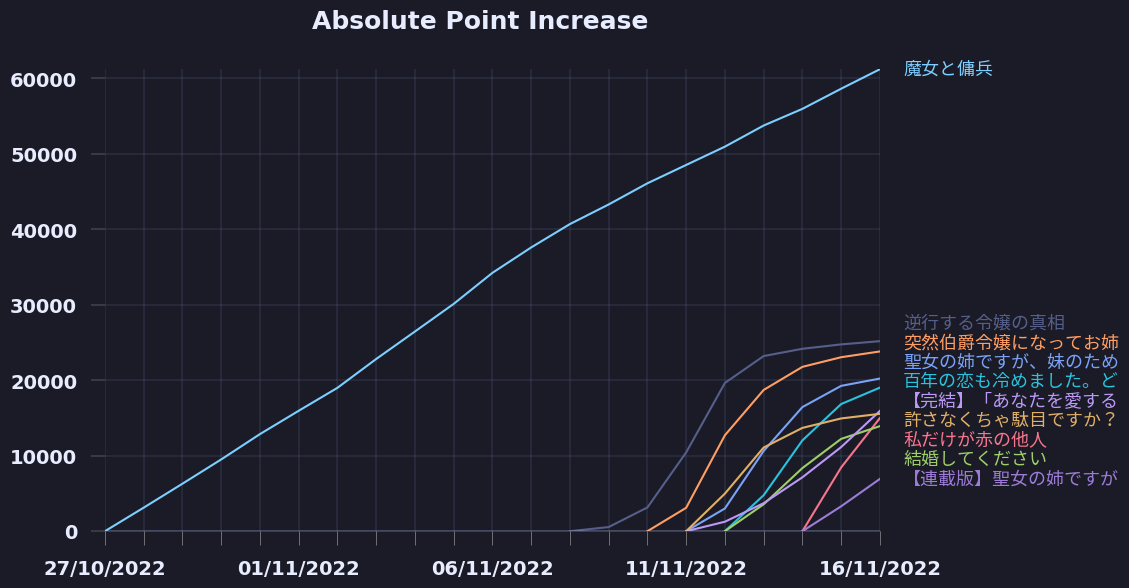 Absolute Point Increase
60000
50000
40000
30000
20000
10000
0
27/10/2022
01/11/2022
06/11/2022
11/11/2022
16/11/2022
魔女と傭兵
逆行する令嬢の真相
突然伯爵令嬢になってお姉
聖女の姉ですが、妹のため
百年の恋も冷めました。ど
【完結】「あなたを愛する
許さなくちゃ駄目ですか？
私だけが赤の他人
結婚してください
【連載版】聖女の姉ですが